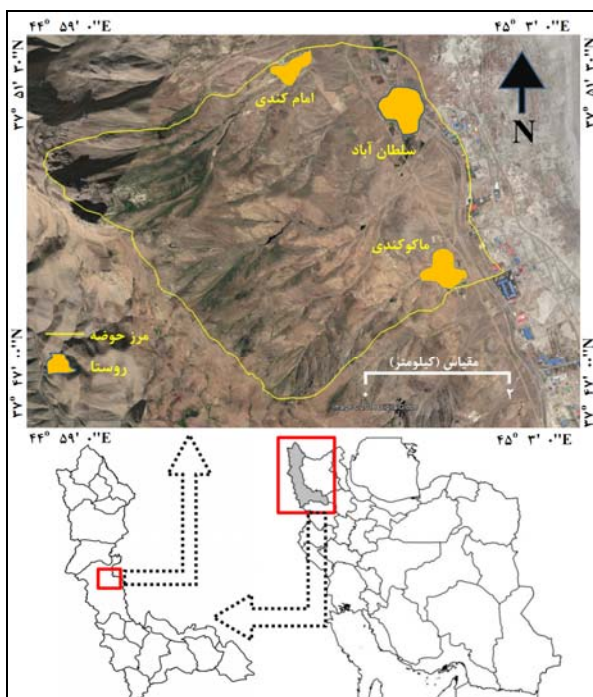 ۴۴° ۵۹' ۰"E
۴۵° ۳' ۰"E
۳۷° ۵۱' ۳۰"N
۳۷° ۵۱' ۳۰"N
امام کندی
سلطان آباد
N
ماکوکندی
مرز حوضه
روستا
مقیاس (کیلومتر)
۰
۲
۳۷° ۴۷' ۰"N
۳۷° ۴۷' ۰"N
۴۴° ۵۹' ۰"E
۴۵° ۳' ۰"E